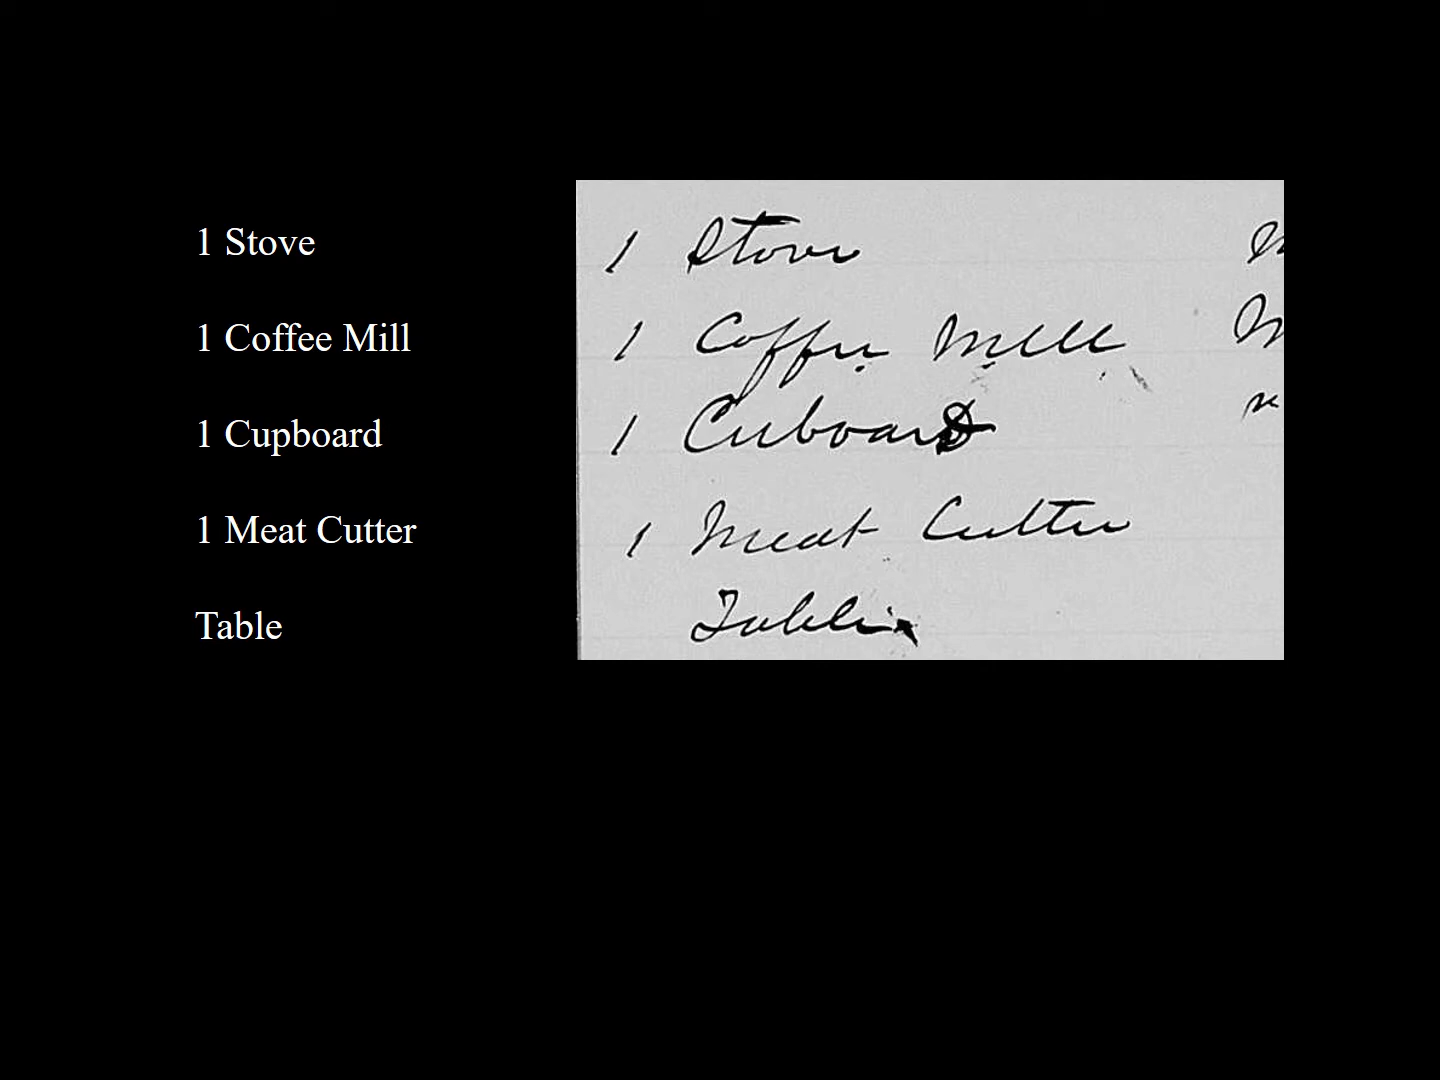 1 Stove
1 Coffee Mill
1 Cupboard
1 Meat Cutter
Table
1 Stove
1 Coffee Mill
1 Cuboard
1 Meat Cutter